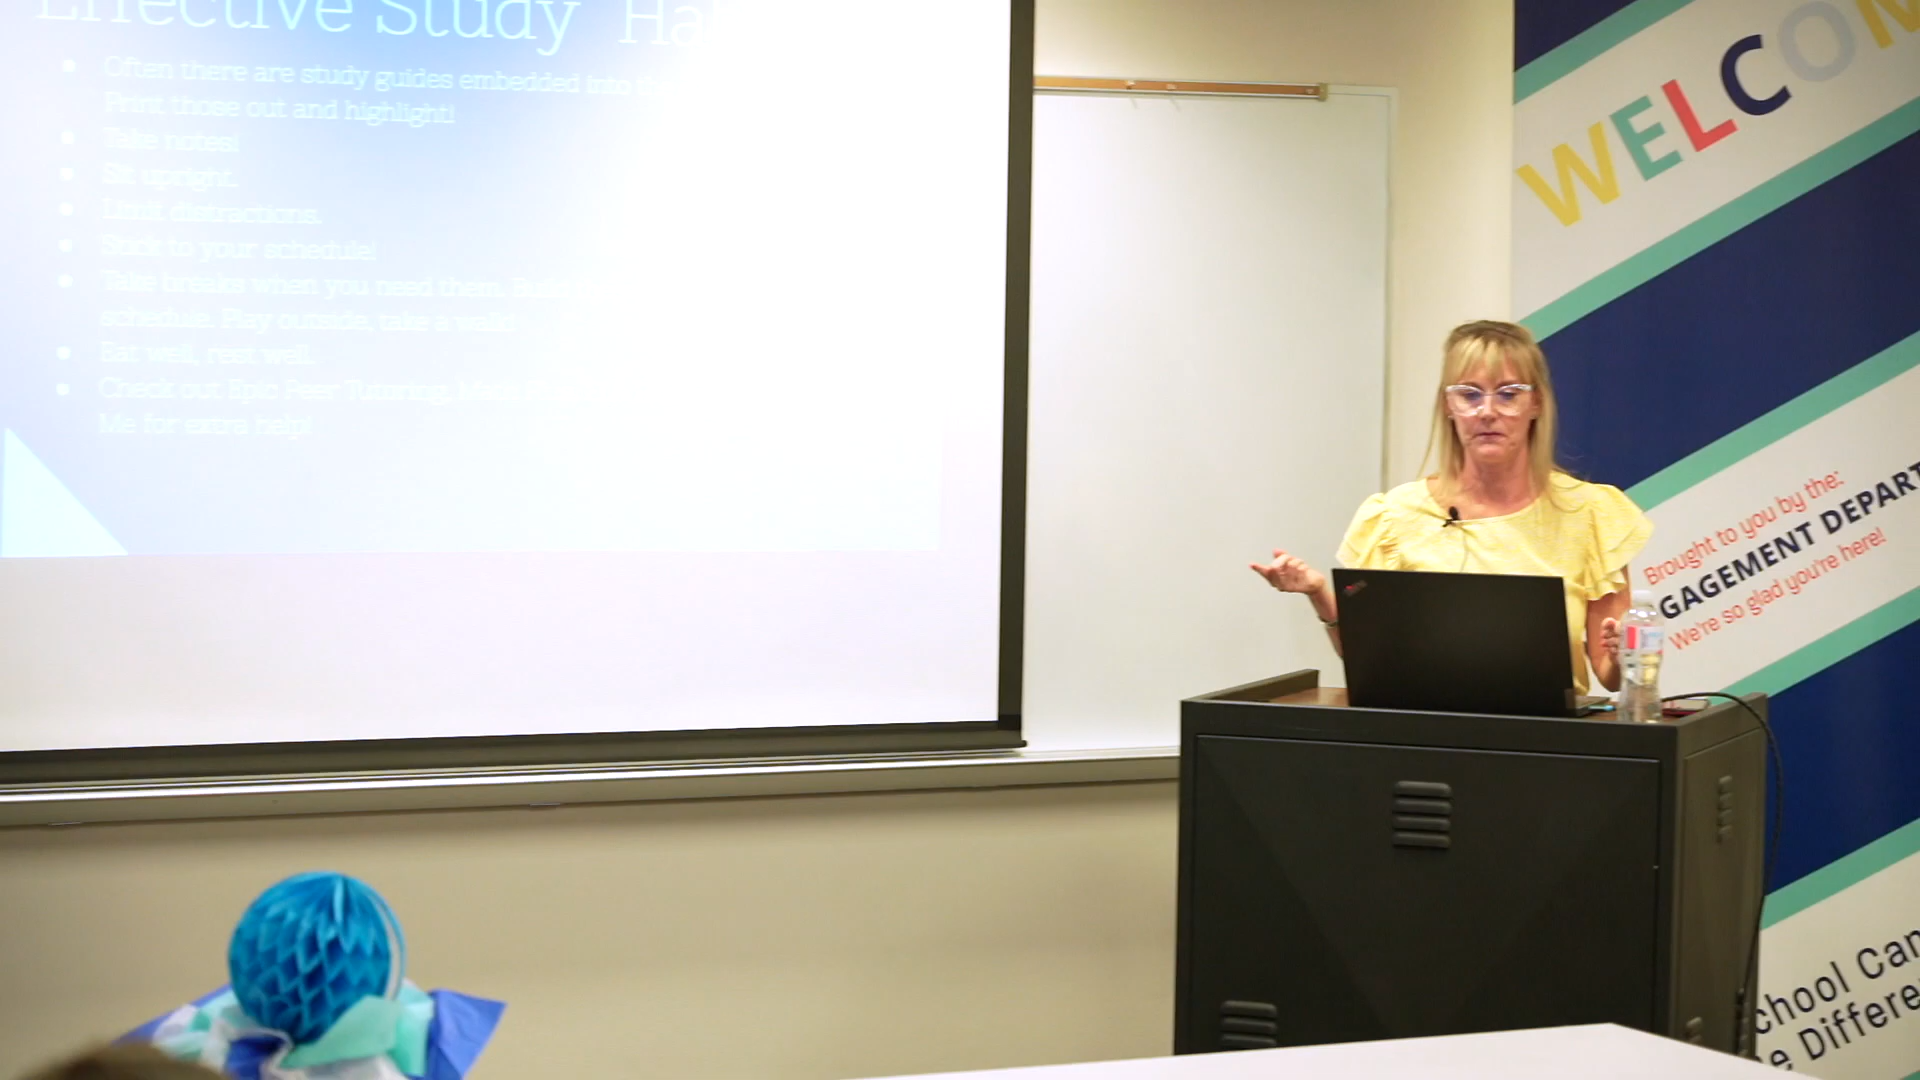 Effective Study Ha
Often there are study guides embedded into
Print those out and highlight!
Take notes!
Sit upright.
Limit distractions.
Stick to your schedule!
Take breaks when you need them.
schedule. Play outside, take a walk!
Eat well, rest well.
Check out Epic Peer Tutoring,
Me for extra help!
WELCOM
Brought to you by the:
GAGEMENT DEPART
We're so glad you're here!
chool Can
e Differe